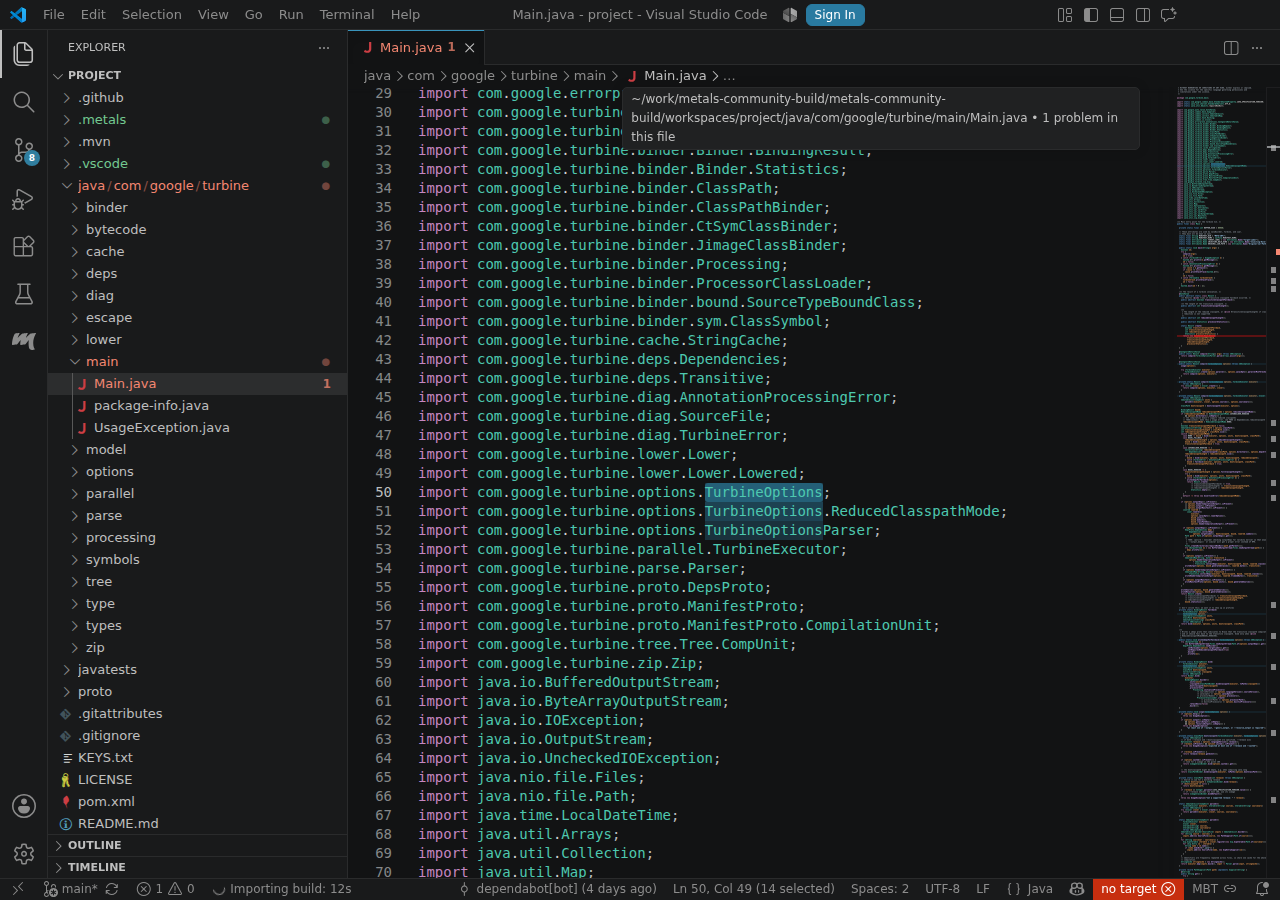 File Edit Selection View Go Run Terminal Help
Main.java - project - Visual Studio Code
Sign In
EXPLORER
PROJECT
.github
.metals
.mvn
.vscode
java/com/google/turbine
binder
bytecode
cache
deps
diag
escape
lower
main
Main.java 1
package-info.java
UsageException.java
model
options
parallel
parse
processing
symbols
tree
type
types
zip
javatests
proto
.gitattributes
.gitignore
KEYS.txt
LICENSE
pom.xml
README.md
OUTLINE
TIMELINE
8
Main.java 1
java > com > google > turbine > main > Main.java > ...
~/work/metals-community-build/metals-community-
build/workspaces/project/java/com/google/turbine/main/Main.java • 1 problem in
this file
29 import com.google.errorp
30 import com.google.turbine
31 import com.google.turbine
32 import com.google.turbine.binder.Binder.BindingResult;
33 import com.google.turbine.binder.Binder.Statistics;
34 import com.google.turbine.binder.ClassPath;
35 import com.google.turbine.binder.ClassPathBinder;
36 import com.google.turbine.binder.CtSymClassBinder;
37 import com.google.turbine.binder.JimageClassBinder;
38 import com.google.turbine.binder.Processing;
39 import com.google.turbine.binder.ProcessorClassLoader;
40 import com.google.turbine.binder.bound.SourceTypeBoundClass;
41 import com.google.turbine.binder.sym.ClassSymbol;
42 import com.google.turbine.cache.StringCache;
43 import com.google.turbine.deps.Dependencies;
44 import com.google.turbine.deps.Transitive;
45 import com.google.turbine.diag.AnnotationProcessingError;
46 import com.google.turbine.diag.SourceFile;
47 import com.google.turbine.diag.TurbineError;
48 import com.google.turbine.lower.Lower;
49 import com.google.turbine.lower.Lower.Lowered;
50 import com.google.turbine.options.TurbineOptions;
51 import com.google.turbine.options.TurbineOptions.ReducedClasspathMode;
52 import com.google.turbine.options.TurbineOptionsParser;
53 import com.google.turbine.parallel.TurbineExecutor;
54 import com.google.turbine.parse.Parser;
55 import com.google.turbine.proto.DepsProto;
56 import com.google.turbine.proto.ManifestProto;
57 import com.google.turbine.proto.ManifestProto.CompilationUnit;
58 import com.google.turbine.tree.Tree.CompUnit;
59 import com.google.turbine.zip.Zip;
60 import java.io.BufferedOutputStream;
61 import java.io.ByteArrayOutputStream;
62 import java.io.IOException;
63 import java.io.OutputStream;
64 import java.io.UncheckedIOException;
65 import java.nio.file.Files;
66 import java.nio.file.Path;
67 import java.time.LocalDateTime;
68 import java.util.Arrays;
69 import java.util.Collection;
70 import java.util.Map;
main* 1 0 Importing build: 12s dependabot[bot] (4 days ago) Ln 50, Col 49 (14 selected) Spaces: 2 UTF-8 LF { } Java no target MBT